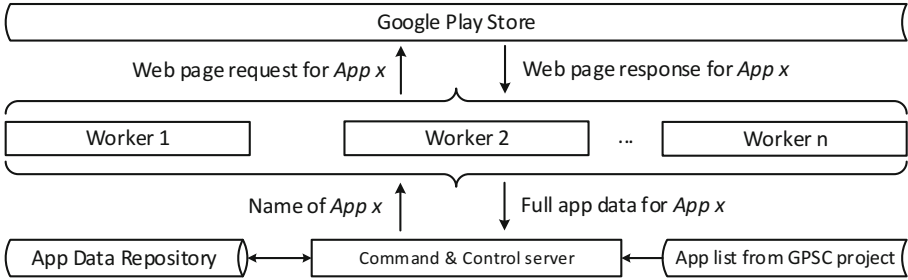 Google Play Store
Web page request for App x
Web page response for App x
Worker 1
Worker 2
...
Worker n
Name of App x
Full app data for App x
App Data Repository
Command & Control server
App list from GPSC project